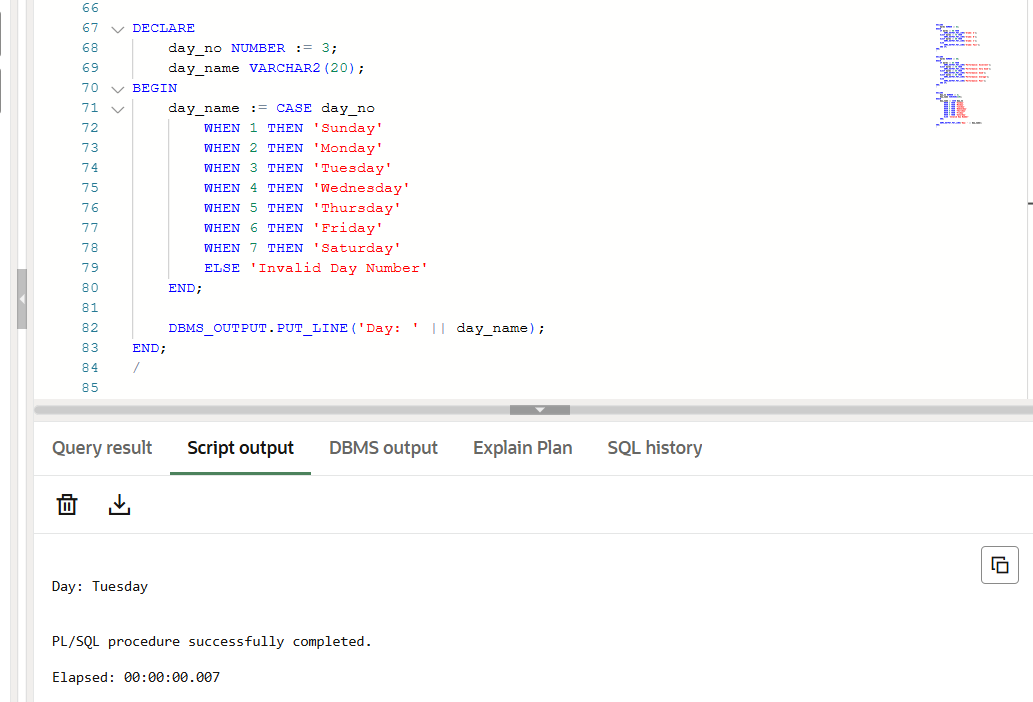 66
67 DECLARE
68     day_no NUMBER := 3;
69     day_name VARCHAR2(20);
70 BEGIN
71     day_name := CASE day_no
72         WHEN 1 THEN 'Sunday'
73         WHEN 2 THEN 'Monday'
74         WHEN 3 THEN 'Tuesday'
75         WHEN 4 THEN 'Wednesday'
76         WHEN 5 THEN 'Thursday'
77         WHEN 6 THEN 'Friday'
78         WHEN 7 THEN 'Saturday'
79         ELSE 'Invalid Day Number'
80     END;
81
82     DBMS_OUTPUT.PUT_LINE('Day: ' || day_name);
83 END;
84 /
85
Query result Script output DBMS output Explain Plan SQL history
Day: Tuesday
PL/SQL procedure successfully completed.
Elapsed: 00:00:00.007